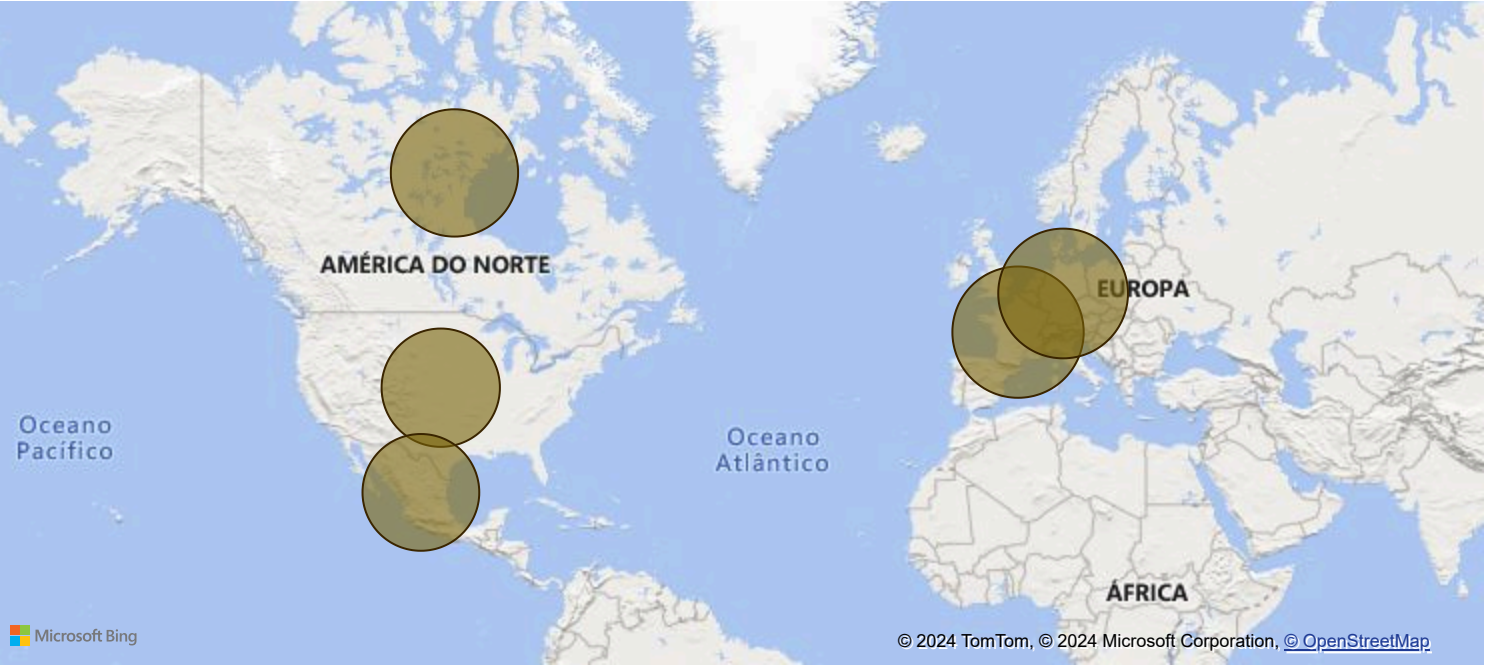 AMÉRICA DO NORTE
EUROPA
Oceano
Pacífico
Oceano
Atlântico
ÁFRICA
Microsoft Bing
© 2024 TomTom, © 2024 Microsoft Corporation, © OpenStreetMap